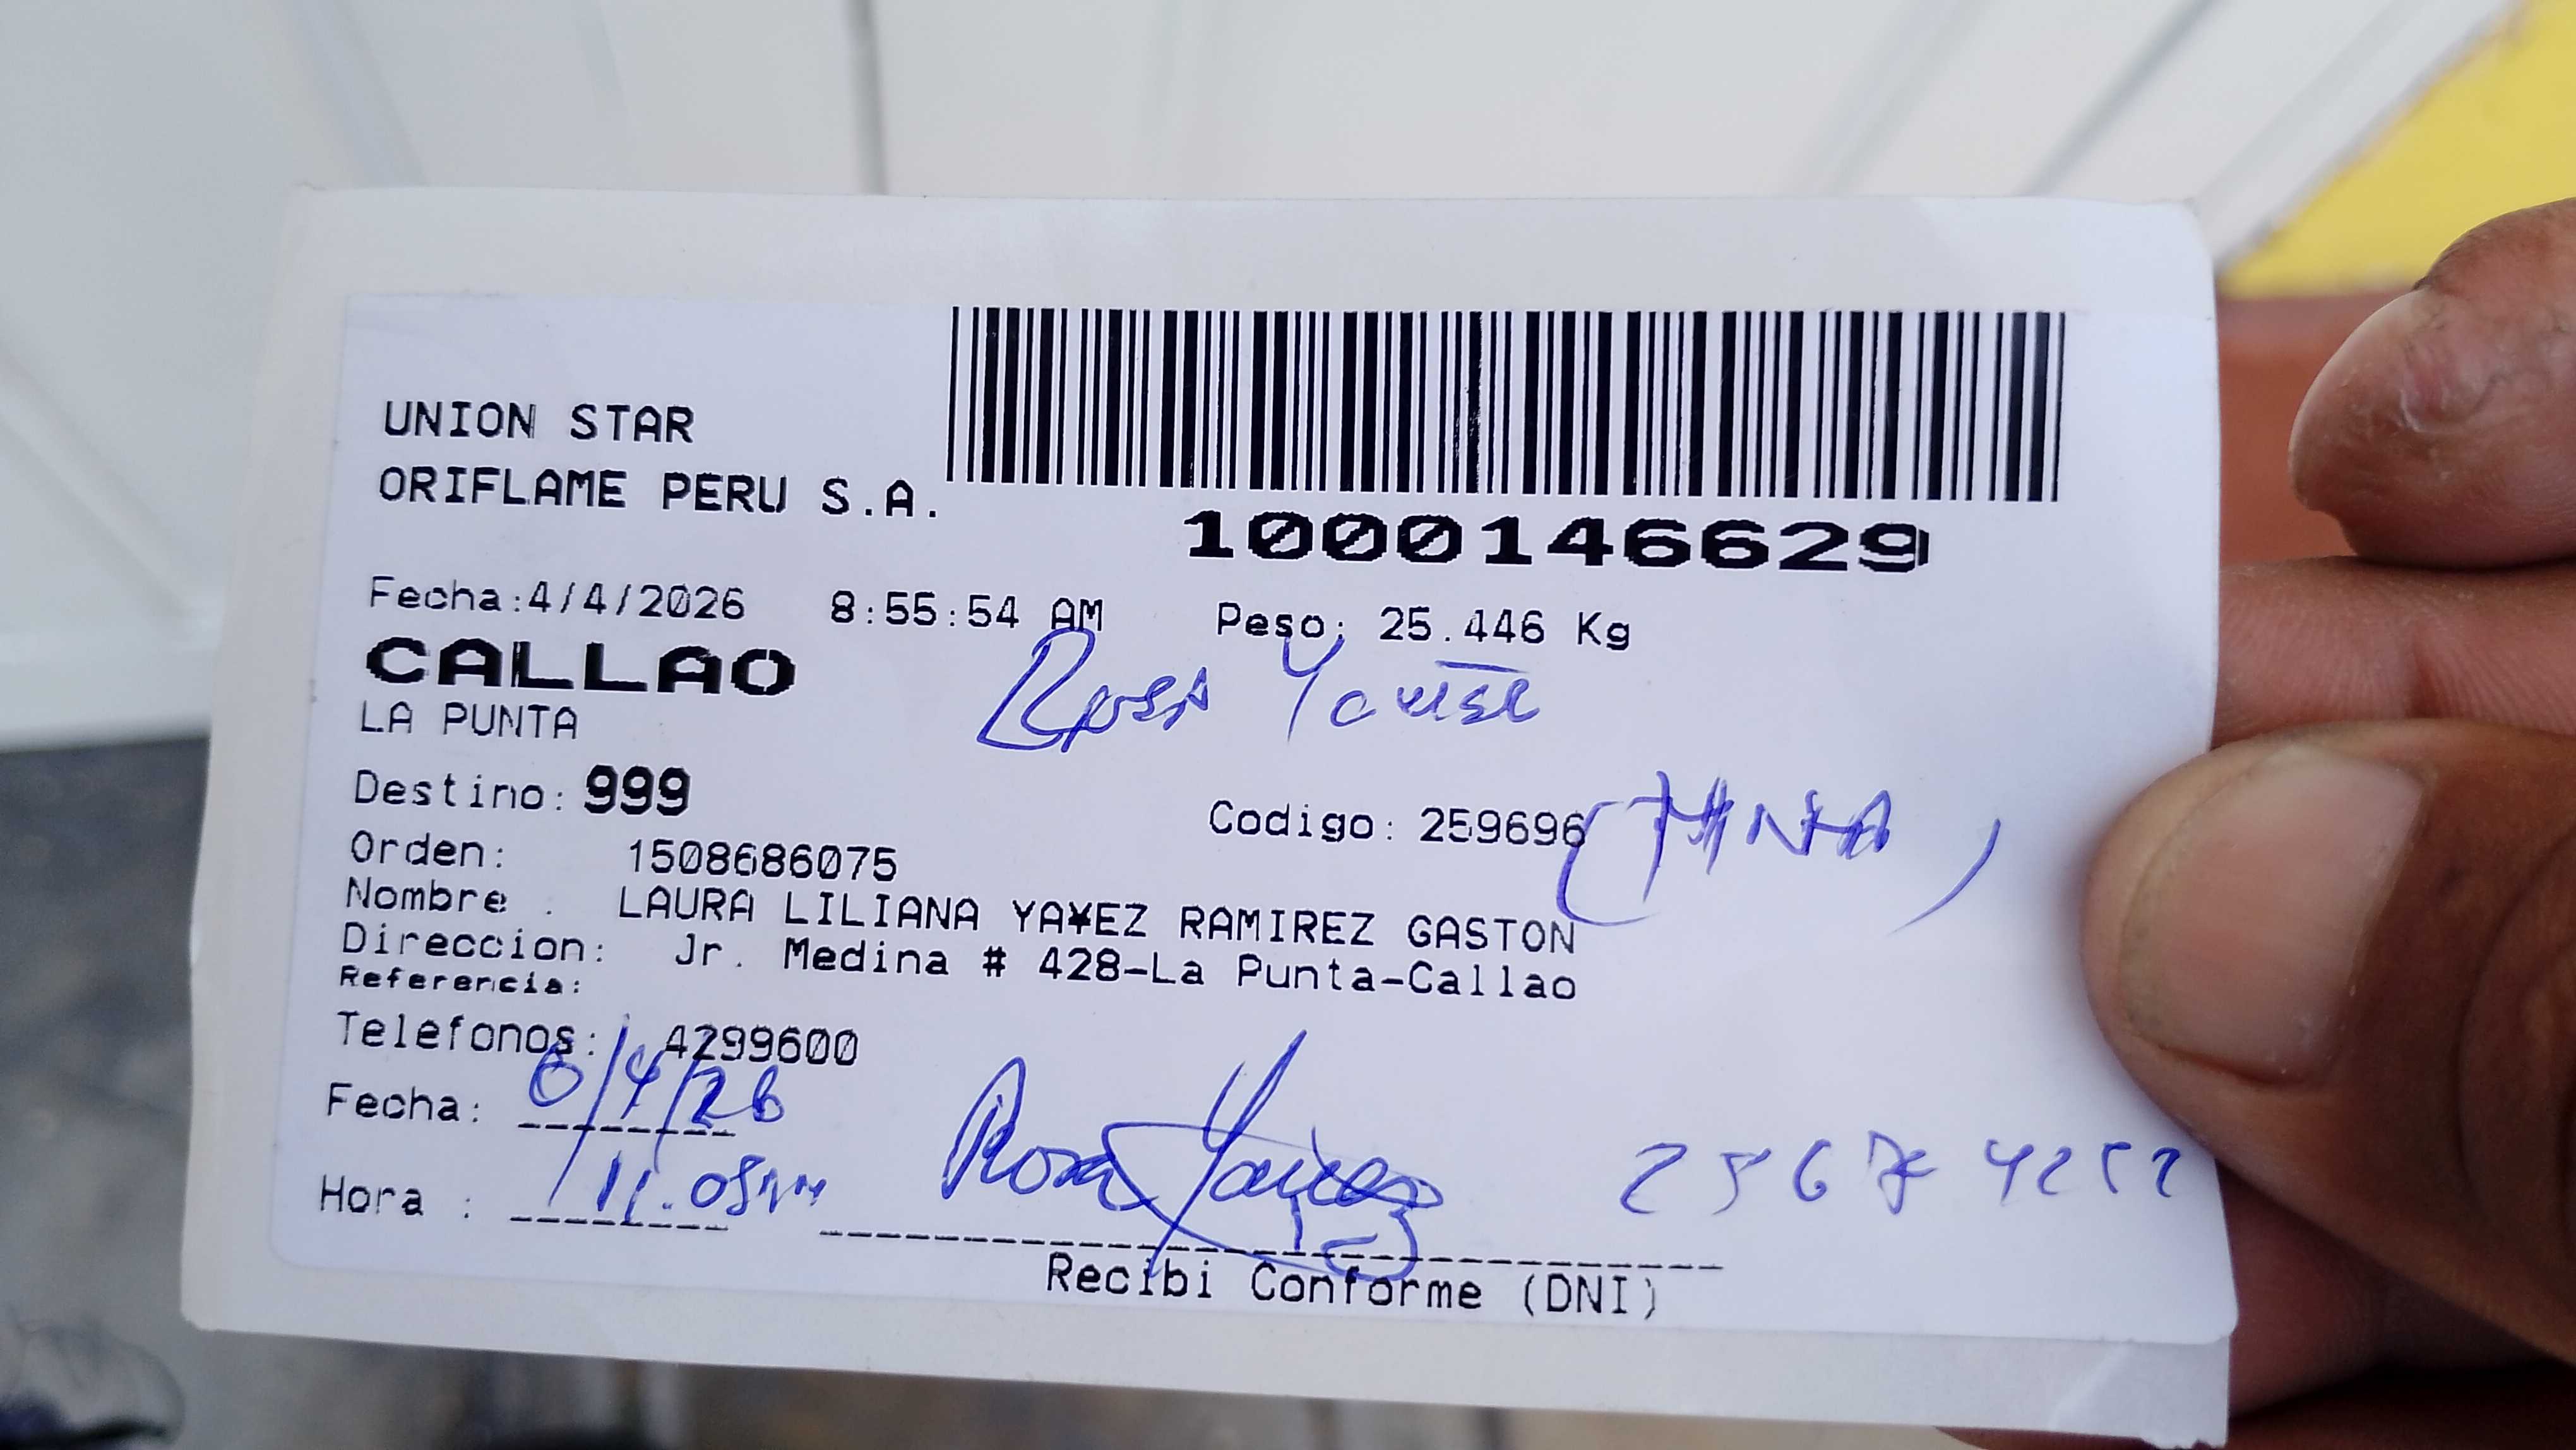 UNION STAR
ORIFLAME PERU S.A.
1000146629
Fecha:4/4/2026 8:55:54 AM Peso: 25.446 Kg
CALLAO
Rosa
LA PUNTA
Destino: 999
Codigo: 259696
Orden: 1508686075
Nombre : LAURA LILIANA YA¥EZ RAMIREZ GASTON
Direccion: Jr. Medina # 428-La Punta-Callao
Referencia:
Telefonos: 4299600
Fecha: 6/4/26
Hora : 11.05 Rosa
Recibi Conforme (DNI)